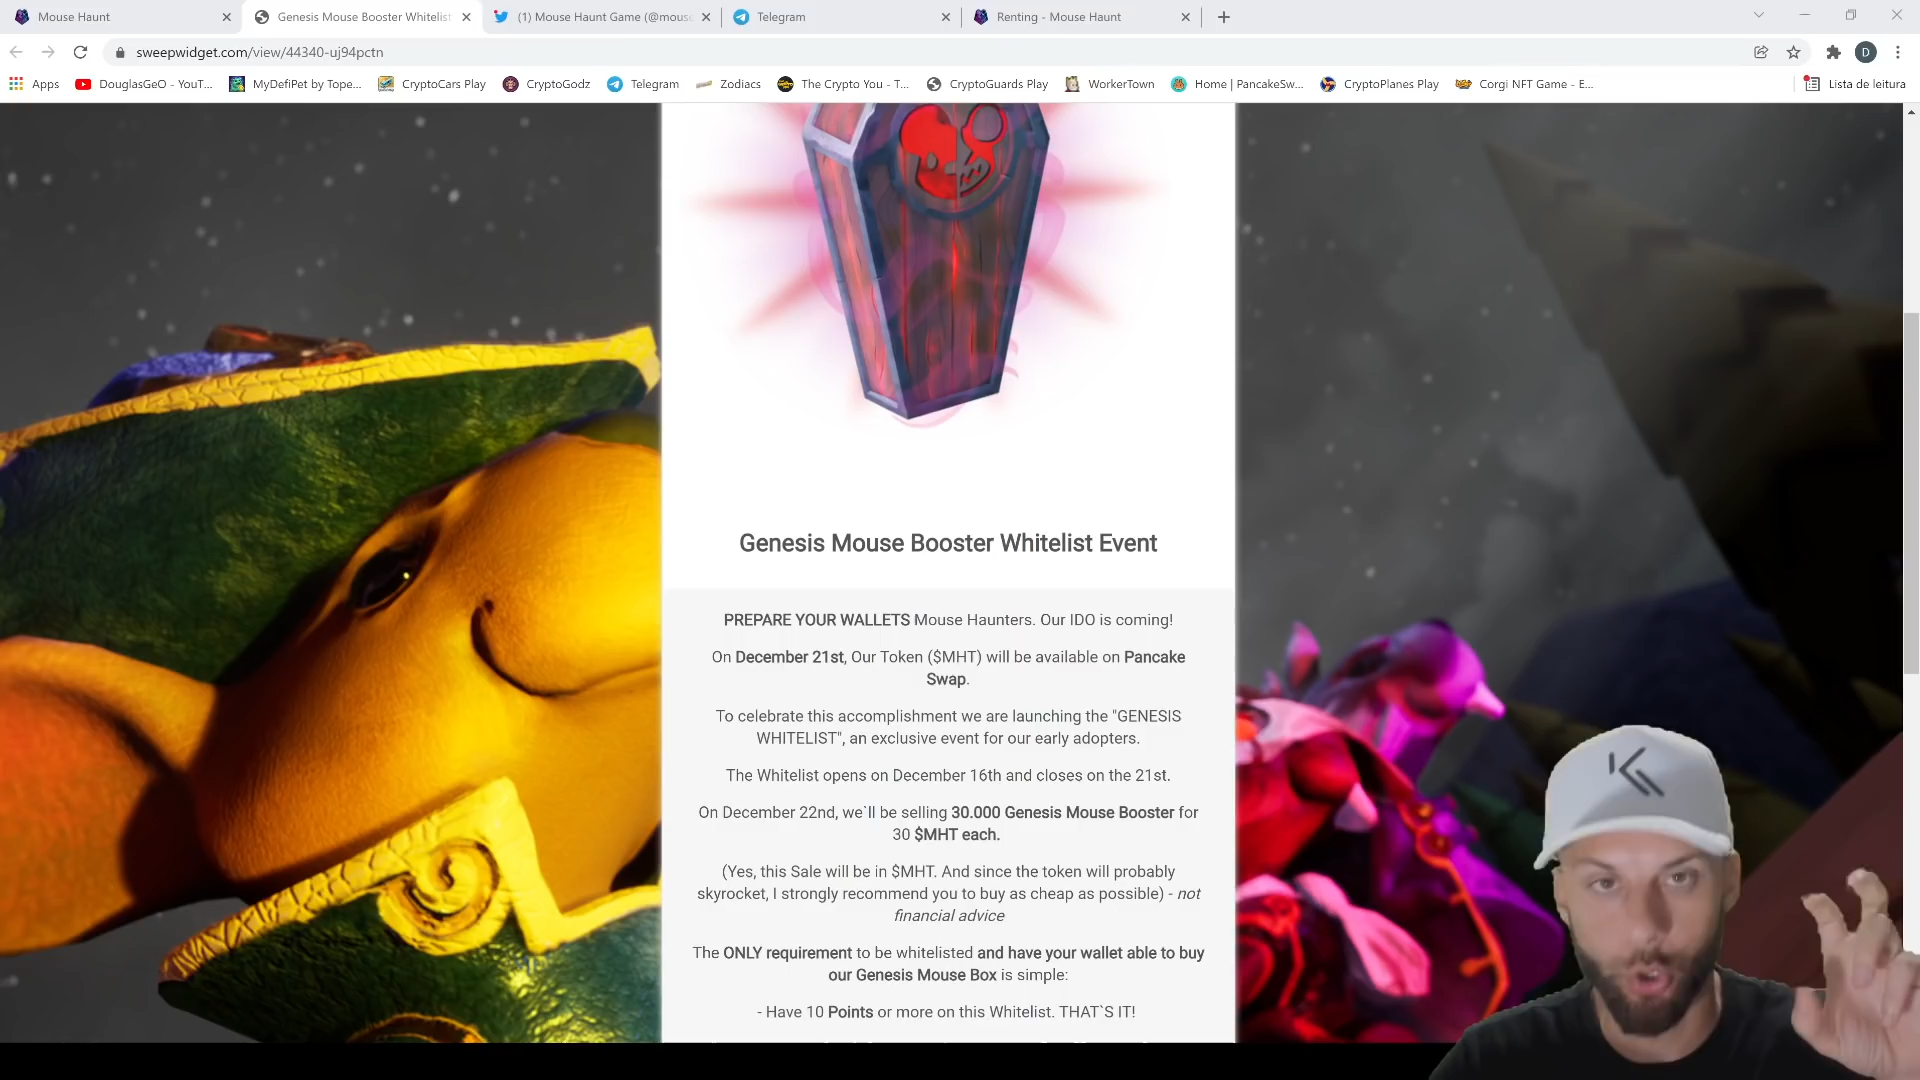 Mouse Haunt
Genesis Mouse Booster Whitelist
(1) Mouse Haunt Game (@mouse
Telegram
Renting - Mouse Haunt
sweepwidget.com/view/44340-uj94pctn
D
Apps
DouglasGeO - YouT...
MyDefiPet by Tope...
CryptoCars Play
CryptoGodz
Telegram
Zodiacs
The Crypto You - T...
CryptoGuards Play
WorkerTown
Home | PancakeSw...
CryptoPlanes Play
Corgi NFT Game - E...
Lista de leitura
Genesis Mouse Booster Whitelist Event
PREPARE YOUR WALLETS Mouse Haunters. Our IDO is coming!
On December 21st, Our Token ($MHT) will be available on Pancake
Swap.
To celebrate this accomplishment we are launching the "GENESIS
WHITELIST", an exclusive event for our early adopters.
The Whitelist opens on December 16th and closes on the 21st.
On December 22nd, we`ll be selling 30.000 Genesis Mouse Booster for
30 $MHT each.
(Yes, this Sale will be in $MHT. And since the token will probably
skyrocket, I strongly recommend you to buy as cheap as possible) - not
financial advice
The ONLY requirement to be whitelisted and have your wallet able to buy
our Genesis Mouse Box is simple:
- Have 10 Points or more on this Whitelist. THAT`S IT!